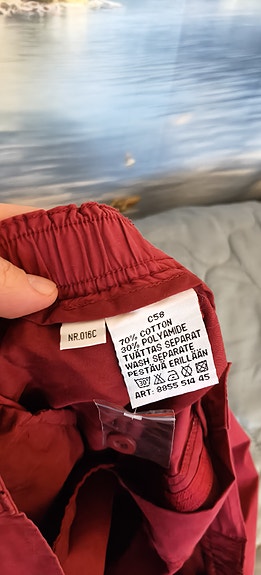 NR.016C
C58
70% COTTON
30% POLYAMIDE
TVÄTTAS SEPARAT
WASH SEPARATE
PESTÄVÄ ERILLÄÄN
ART: 8855 514 45